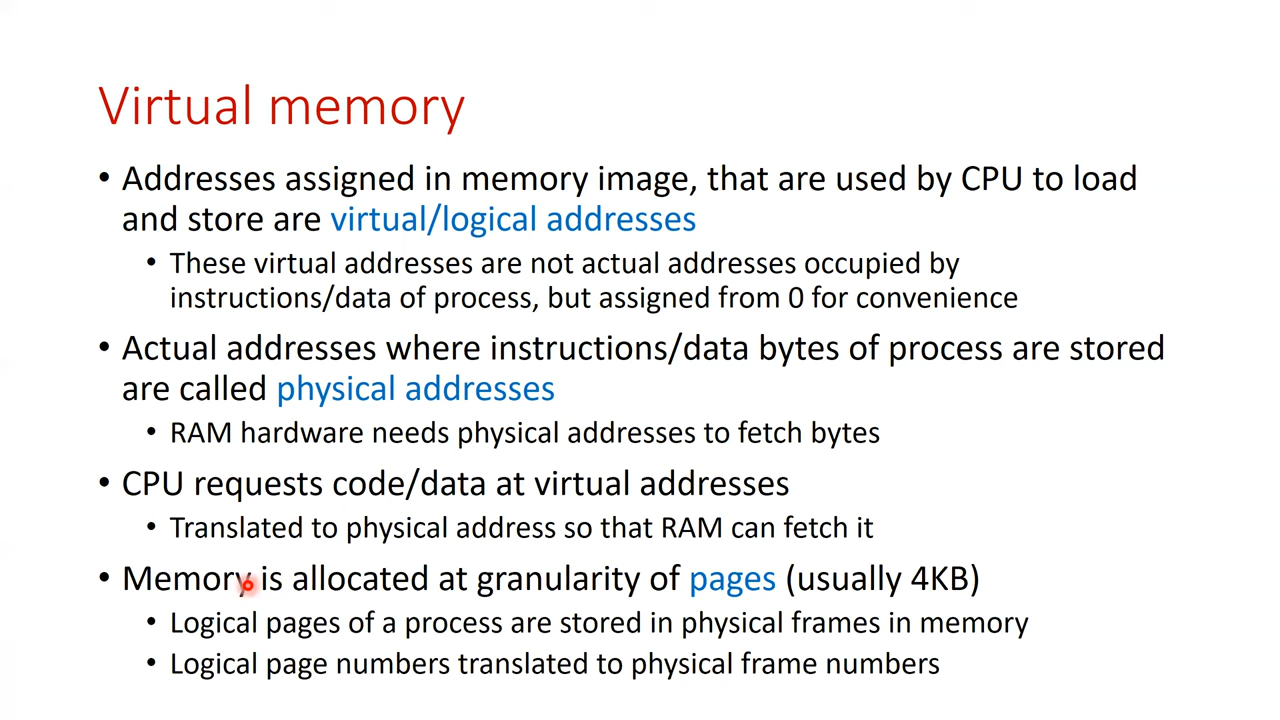 Virtual memory
• Addresses assigned in memory image, that are used by CPU to load
and store are virtual/logical addresses
• These virtual addresses are not actual addresses occupied by
instructions/data of process, but assigned from 0 for convenience
• Actual addresses where instructions/data bytes of process are stored
are called physical addresses
• RAM hardware needs physical addresses to fetch bytes
• CPU requests code/data at virtual addresses
• Translated to physical address so that RAM can fetch it
• Memory is allocated at granularity of pages (usually 4KB)
• Logical pages of a process are stored in physical frames in memory
• Logical page numbers translated to physical frame numbers